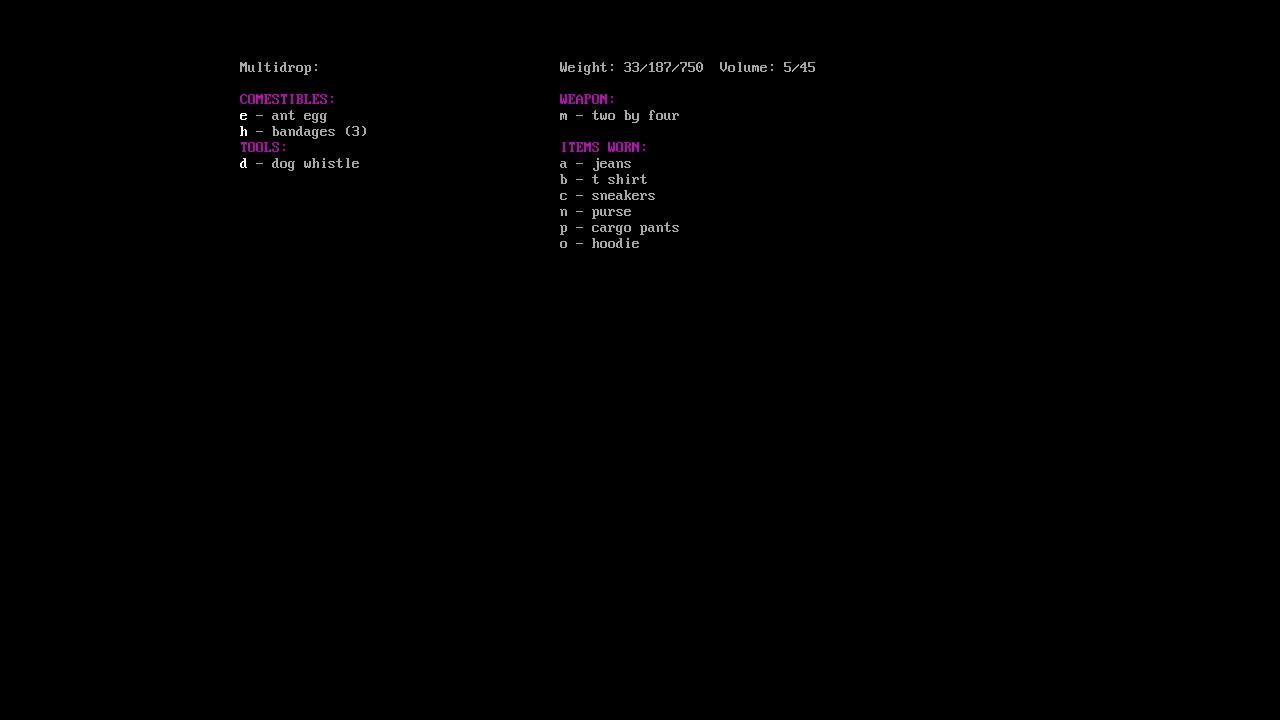 Multidrop:
Weight: 33/187/750  Volume: 5/45
COMESTIBLES:
e - ant egg
h - bandages (3)
TOOLS:
d - dog whistle
WEAPON:
m - two by four
ITEMS WORN:
a - jeans
b - t shirt
c - sneakers
n - purse
p - cargo pants
o - hoodie